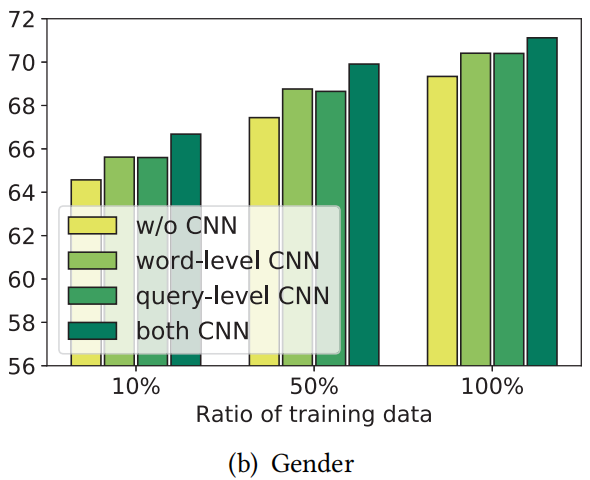 72
70
68
66
64
62
60
58
56
w/o CNN
word-level CNN
query-level CNN
both CNN
10% 50% 100%
Ratio of training data
(b) Gender